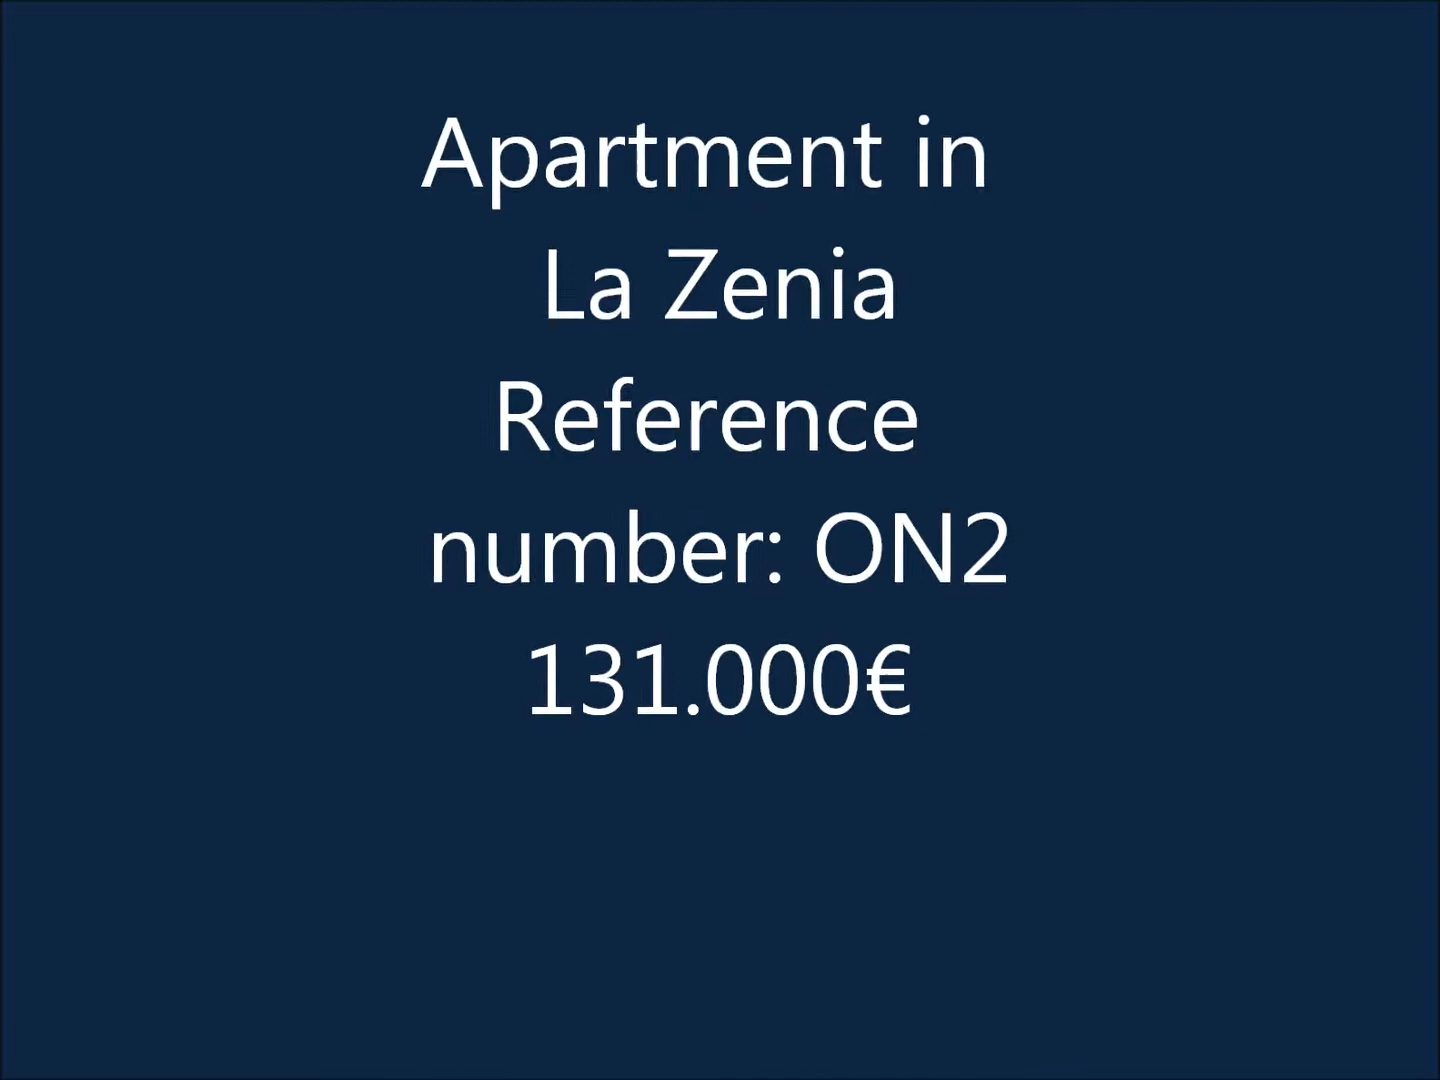 Apartment in
La Zenia
Reference
number: ON2
131.000€